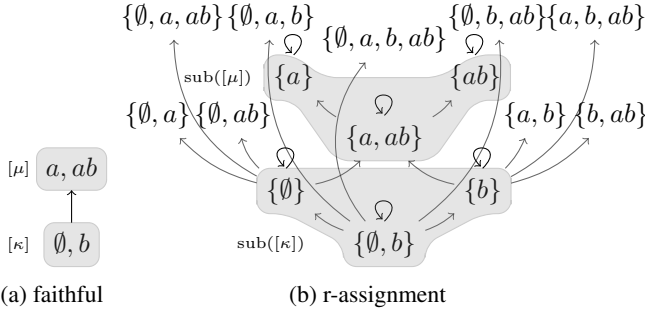 {∅, a, ab} {∅, a, b} {∅, b, ab} {a, b, ab}
{∅, a, b, ab}
sub([μ]) {a} {ab}
{∅, a} {∅, ab} {a, b} {b, ab}
{a, ab}
[μ] a, ab
{∅} {b}
[κ] ∅, b sub([κ]) {∅, b}
(a) faithful (b) r-assignment